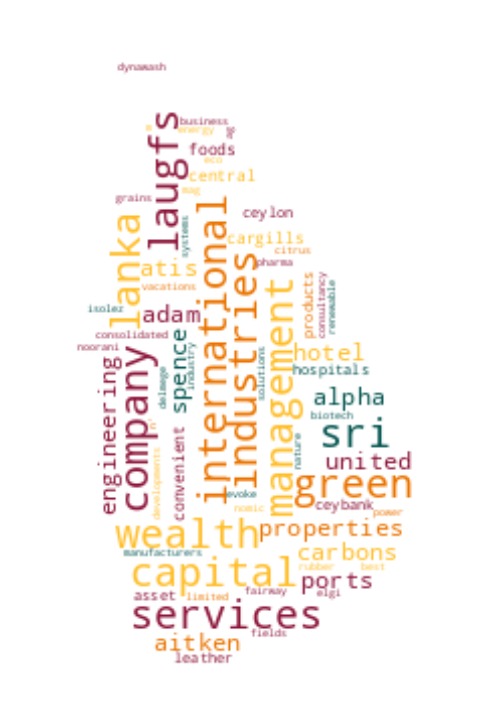 dynawash
laugfs
business
energy
ag
foods
eco
central
mag
grains
lanka
systems
ceylon
international
cargills
citrus
atis
pharma
industries
vacations
products
consultancy
renewable
management
isolez
adam
consolidated
noorani
spence
industry
company
engineering
delmege
solutions
hotel
hospitals
alpha
biotech
sri
convenient
n'
developments
nature
united
evoke
green
nomic
ceybank
power
wealth
properties
manufacturers
carbons
capital
rubber
best
ports
asset
limited
fairway
elgi
services
fields
aitken
leather